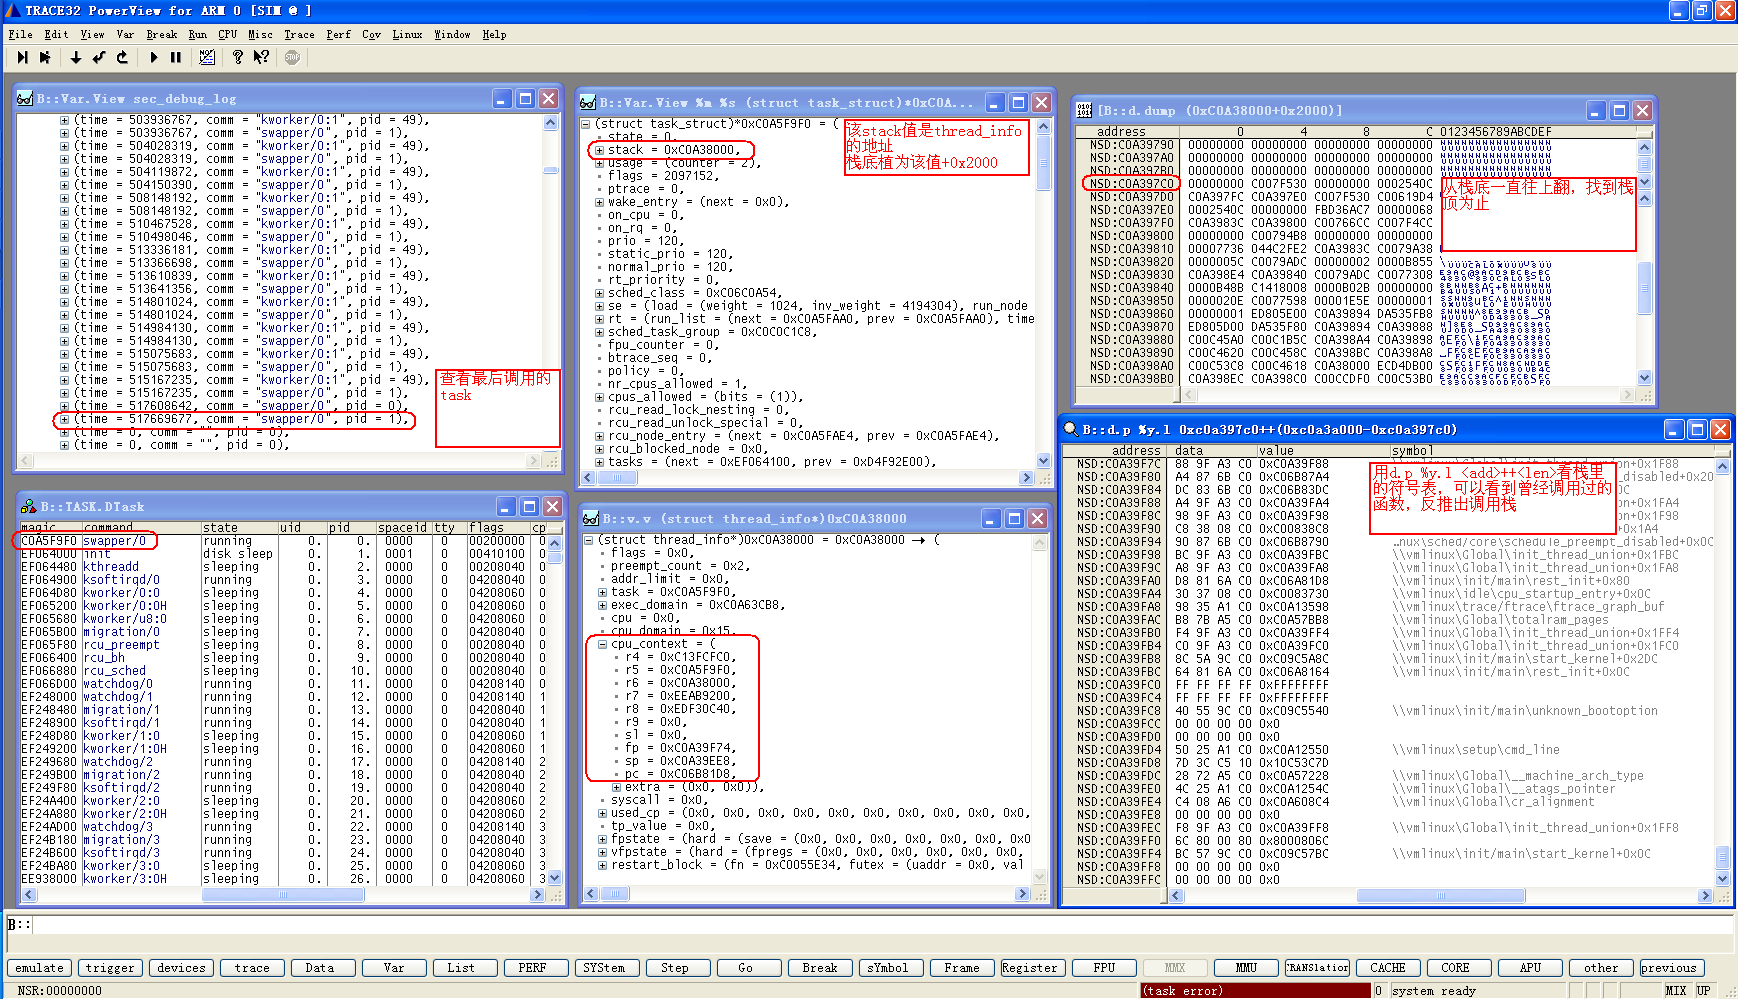 TRACE32 PowerView for ARM 0 [SIM @ ]
File Edit View Var Break Run CPU Misc Trace Perf Cov Linux Window Help
B::Var.View sec_debug_log
(time = 503936767, comm = "kworker/0:1", pid = 49),
(time = 503936767, comm = "swapper/0", pid = 1),
(time = 504028319, comm = "kworker/0:1", pid = 49),
(time = 504028319, comm = "swapper/0", pid = 1),
(time = 504119872, comm = "kworker/0:1", pid = 49),
(time = 504150390, comm = "swapper/0", pid = 1),
(time = 508148192, comm = "kworker/0:1", pid = 49),
(time = 508148192, comm = "swapper/0", pid = 1),
(time = 510467528, comm = "kworker/0:1", pid = 49),
(time = 510498046, comm = "swapper/0", pid = 1),
(time = 513336181, comm = "kworker/0:1", pid = 49),
(time = 513366698, comm = "swapper/0", pid = 1),
(time = 513610839, comm = "kworker/0:1", pid = 49),
(time = 513641356, comm = "swapper/0", pid = 1),
(time = 514801024, comm = "kworker/0:1", pid = 49),
(time = 514801024, comm = "swapper/0", pid = 1),
(time = 514984130, comm = "kworker/0:1", pid = 49),
(time = 514984130, comm = "swapper/0", pid = 1),
(time = 515075683, comm = "kworker/0:1", pid = 49),
(time = 515075683, comm = "swapper/0", pid = 1),
(time = 515167235, comm = "kworker/0:1", pid = 49),
(time = 515167235, comm = "swapper/0", pid = 1),
(time = 517608642, comm = "swapper/0", pid = 0),
(time = 517669677, comm = "swapper/0", pid = 1),
(time = 0, comm = "", pid = 0),
(time = 0, comm = "", pid = 0),
查看最后调用的
task
B::Var.View %m %s (struct task_struct)*0xC0A...
(struct task_struct)*0xC0A5F9F0 = (
state = 0,
stack = 0xC0A38000,
usage = (counter = 2),
flags = 2097152,
ptrace = 0,
wake_entry = (next = 0x0),
on_cpu = 0,
on_rq = 0,
prio = 120,
static_prio = 120,
normal_prio = 120,
rt_priority = 0,
sched_class = 0xC06C0A54,
se = (load = (weight = 1024, inv_weight = 4194304), run_node
rt = (run_list = (next = 0xC0A5FAA0, prev = 0xC0A5FAA0), time
sched_task_group = 0xC0C0C1C8,
fpu_counter = 0,
btrace_seq = 0,
policy = 0,
nr_cpus_allowed = 1,
cpus_allowed = (bits = (1)),
rcu_read_lock_nesting = 0,
rcu_read_unlock_special = 0,
rcu_node_entry = (next = 0xC0A5FAE4, prev = 0xC0A5FAE4),
rcu_blocked_node = 0x0,
tasks = (next = 0xEF064100, prev = 0xD4F92E00),
该stack值是thread_info
的地址
栈底植为该值+0x2000
[B::d.dump (0xC0A38000+0x2000)]
address 0 4 8 C 0123456789ABCDEF
NSD:C0A39790 00000000 00000000 00000000 00000000
NSD:C0A397A0 00000000 00000000 00000000 00000000
NSD:C0A397B0 00000000 00000000 00000000 00000000
NSD:C0A397C0 00000000 C007F530 00000000 0002540C
NSD:C0A397D0 C0A397FC C0A397E0 C007F530 C00619D4
NSD:C0A397E0 0002540C 00000000 FBD36AC7 00000068
NSD:C0A397F0 C0A3983C C0A39800 C00766CC C007F4CC
NSD:C0A39800 00000000 C00794B8 00000000 00000000
NSD:C0A39810 00007736 044C2FE2 C0A3983C C0079A38
NSD:C0A39820 0000005C C0079ADC 00000002 0000B855
NSD:C0A39830 C0A398E4 C0A39840 C0079ADC C0077308
NSD:C0A39840 0000B48B C1418008 0000B02B 00000000
NSD:C0A39850 0000020E C0077598 00001E5E 00000000
NSD:C0A39860 00000001 ED805E00 C0A39894 DA535FB8
NSD:C0A39870 ED805D00 DA535F80 C0A39894 C0A39888
NSD:C0A39880 C00C45A0 C00C1B5C C0A398A4 C0A39898
NSD:C0A39890 C00C4620 C00C458C C0A398BC C0A398A8
NSD:C0A398A0 C00C53C8 C00C4618 C0A38000 ECD4DB00
NSD:C0A398B0 C0A398EC C0A398C0 C00CCDF0 C00C53B0
从栈底一直往上翻，找到栈
顶为止
B::TASK.DTask
magic command state uid pid spaceid tty flags cp
C0A5F9F0 swapper/0 running 0. 0. 0000 0 00200000 0
EF064000 init disk sleep 0. 1. 0001 0 00410100 0
EF064480 kthreadd sleeping 0. 2. 0000 0 00208040 0
EF064900 ksoftirqd/0 running 0. 3. 0000 0 04208040 0
EF064D80 kworker/0:0 sleeping 0. 4. 0000 0 04208060 0
EF065200 kworker/0:0H sleeping 0. 5. 0000 0 04208060 0
EF065680 kworker/u8:0 sleeping 0. 6. 0000 0 04208060 0
EF065B00 migration/0 sleeping 0. 7. 0000 0 04208040 0
EF065F80 rcu_preempt sleeping 0. 8. 0000 0 00208040 0
EF066400 rcu_bh sleeping 0. 9. 0000 0 00208040 0
EF066880 rcu_sched sleeping 0. 10. 0000 0 00208040 0
EF066D00 watchdog/0 running 0. 11. 0000 0 04208140 0
EF248000 watchdog/1 running 0. 12. 0000 0 04208140 1
EF248480 migration/1 running 0. 13. 0000 0 04208040 1
EF248900 ksoftirqd/1 running 0. 14. 0000 0 04208040 1
EF248D80 kworker/1:0 sleeping 0. 15. 0000 0 04208060 1
EF249200 kworker/1:0H sleeping 0. 16. 0000 0 04208060 1
EF249680 watchdog/2 running 0. 17. 0000 0 04208140 2
EF249B00 migration/2 running 0. 18. 0000 0 04208040 2
EF249F80 ksoftirqd/2 running 0. 19. 0000 0 04208040 2
EF24A400 kworker/2:0 sleeping 0. 20. 0000 0 04208060 2
EF24A880 kworker/2:0H sleeping 0. 21. 0000 0 04208060 2
EF24AD00 watchdog/3 running 0. 22. 0000 0 04208140 3
EF24B180 migration/3 running 0. 23. 0000 0 04208040 3
EF24B600 ksoftirqd/3 running 0. 24. 0000 0 04208040 3
EF24BA80 kworker/3:0 sleeping 0. 25. 0000 0 04208060 3
EE938000 kworker/3:0H sleeping 0. 26. 0000 0 04208060 3
B::v.v (struct thread_info*)0xC0A38000
(struct thread_info*)0xC0A38000 = 0xC0A38000 → (
flags = 0x0,
preempt_count = 0x2,
addr_limit = 0x0,
task = 0xC0A5F9F0,
exec_domain = 0xC0A63CB8,
cpu = 0x0,
cpu_domain = 0x15,
cpu_context = (
r4 = 0xC13FCFC0,
r5 = 0xC0A5F9F0,
r6 = 0xC0A38000,
r7 = 0xEEAB9200,
r8 = 0xEDF30C40,
r9 = 0x0,
sl = 0x0,
fp = 0xC0A39F74,
sp = 0xC0A39EE8,
pc = 0xC06B81D8,
extra = (0x0, 0x0)),
syscall = 0x0,
used_cp = (0x0, 0x0, 0x0, 0x0, 0x0, 0x0, 0x0, 0x0, 0x0,
tp_value = 0x0,
fpstate = (hard = (save = (0x0, 0x0, 0x0, 0x0, 0x0, 0x0
vfpstate = (hard = (fpregs = (0x0, 0x0, 0x0, 0x0, 0x0,
restart_block = (fn = 0xC0055E34, futex = (uaddr = 0x0, val
B::d.p %y.l 0xc0a397c0++(0xc0a3a000-0xc0a397c0)
address data value symbol
NSD:C0A39F7C 88 9F A3 C0 0xC0A39F88 union+0x1F88
NSD:C0A39F80 A4 87 6B C0 0xC06B87A4 _disabled+0x20
NSD:C0A39F84 DC 83 6B C0 0xC06B83DC
NSD:C0A39F88 A4 9F A3 C0 0xC0A39FA4
NSD:C0A39F8C 98 9F A3 C0 0xC0A39F98
NSD:C0A39F90 C8 38 08 C0 0xC00838C8
NSD:C0A39F94 90 87 6B C0 0xC06B8790 ..nux\sched/core\schedule_preempt_disabled+0x0C
NSD:C0A39F98 BC 9F A3 C0 0xC0A39FBC \\vmlinux\Global\init_thread_union+0x1FBC
NSD:C0A39F9C A8 9F A3 C0 0xC0A39FA8 \\vmlinux\Global\init_thread_union+0x1FA8
NSD:C0A39FA0 D8 81 6A C0 0xC06A81D8 \\vmlinux\init/main\rest_init+0x80
NSD:C0A39FA4 30 37 08 C0 0xC0083730 \\vmlinux\idle\cpu_startup_entry+0x0C
NSD:C0A39FA8 98 35 A1 C0 0xC0A13598 \\vmlinux\trace/ftrace\ftrace_graph_buf
NSD:C0A39FAC B8 7B A5 C0 0xC0A57BB8 \\vmlinux\Global\totalram_pages
NSD:C0A39FB0 F4 9F A3 C0 0xC0A39FF4 \\vmlinux\Global\init_thread_union+0x1FF4
NSD:C0A39FB4 C0 9F A3 C0 0xC0A39FC0 \\vmlinux\Global\init_thread_union+0x1FC0
NSD:C0A39FB8 8C 5A 9C C0 0xC09C5A8C \\vmlinux\init/main\start_kernel+0x2DC
NSD:C0A39FBC 64 81 6A C0 0xC06A8164 \\vmlinux\init/main\rest_init+0x0C
NSD:C0A39FC0 FF FF FF FF 0xFFFFFFFF
NSD:C0A39FC4 FF FF FF FF 0xFFFFFFFF
NSD:C0A39FC8 40 55 9C C0 0xC09C5540 \\vmlinux\init/main\unknown_bootoption
NSD:C0A39FCC 00 00 00 00 0x0
NSD:C0A39FD0 00 00 00 00 0x0
NSD:C0A39FD4 50 25 A1 C0 0xC0A12550 \\vmlinux\setup\cmd_line
NSD:C0A39FD8 7D 3C C5 10 0x10C53C7D
NSD:C0A39FDC 28 72 A5 C0 0xC0A57228 \\vmlinux\Global\__machine_arch_type
NSD:C0A39FE0 4C 25 A1 C0 0xC0A1254C \\vmlinux\Global\__atags_pointer
NSD:C0A39FE4 C4 08 A6 C0 0xC0A608C4 \\vmlinux\Global\cr_alignment
NSD:C0A39FE8 00 00 00 00 0x0
NSD:C0A39FEC F8 9F A3 C0 0xC0A39FF8 \\vmlinux\Global\init_thread_union+0x1FF8
NSD:C0A39FF0 6C 80 00 80 0x8000806C
NSD:C0A39FF4 BC 57 9C C0 0xC09C57BC \\vmlinux\init/main\start_kernel+0x0C
NSD:C0A39FF8 00 00 00 00 0x0
NSD:C0A39FFC 00 00 00 00 0x0
用d.p %y.l <add>++<len>看栈里
的符号表，可以看到曾经调用过的
函数，反推出调用栈
B::
emulate trigger devices trace Data Var List PERF SYStem Step Go Break sYmbol Frame Register FPU MMX MMU TRANSlation CACHE CORE APU other previous
NSR:00000000 (task error) 0 system ready MIX UP